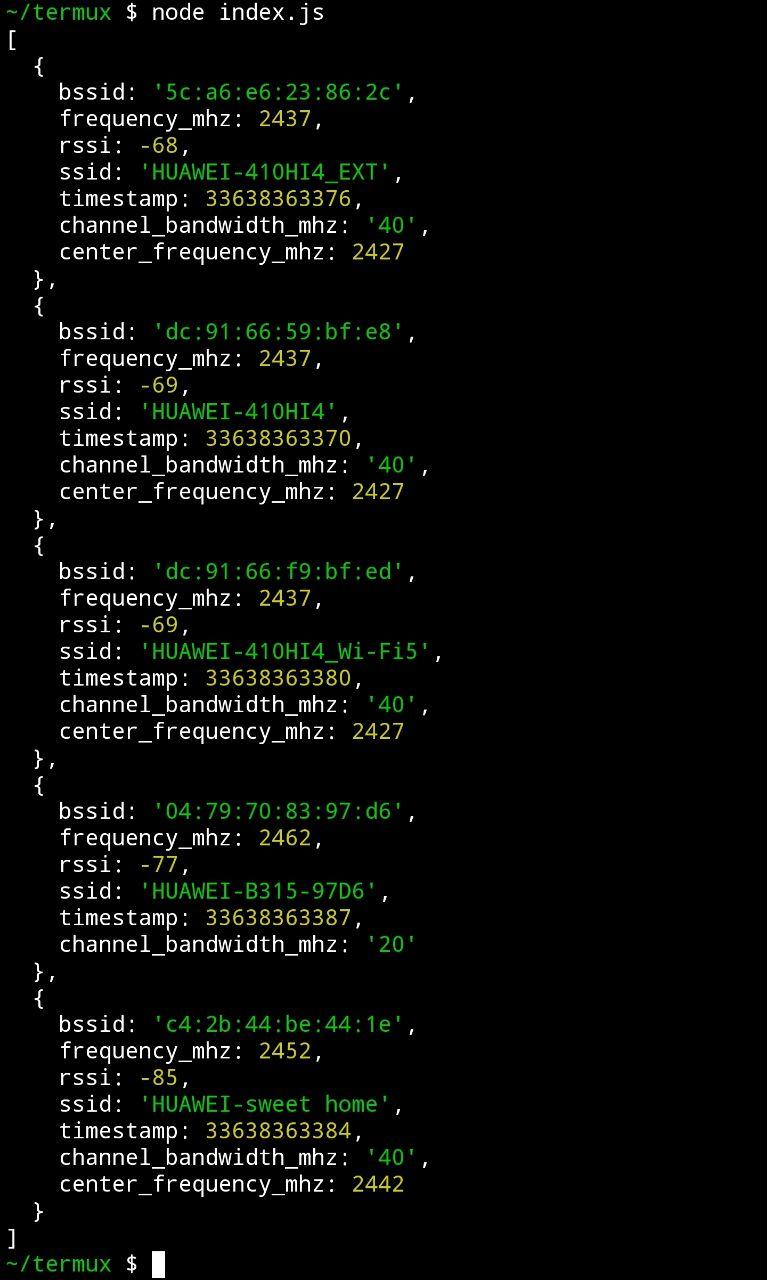 ~/termux $ node index.js
[
  {
    bssid: '5c:a6:e6:23:86:2c',
    frequency_mhz: 2437,
    rssi: -68,
    ssid: 'HUAWEI-410HI4_EXT',
    timestamp: 33638363376,
    channel_bandwidth_mhz: '40',
    center_frequency_mhz: 2427
  },
  {
    bssid: 'dc:91:66:59:bf:e8',
    frequency_mhz: 2437,
    rssi: -69,
    ssid: 'HUAWEI-410HI4',
    timestamp: 33638363370,
    channel_bandwidth_mhz: '40',
    center_frequency_mhz: 2427
  },
  {
    bssid: 'dc:91:66:f9:bf:ed',
    frequency_mhz: 2437,
    rssi: -69,
    ssid: 'HUAWEI-410HI4_Wi-Fi5',
    timestamp: 33638363380,
    channel_bandwidth_mhz: '40',
    center_frequency_mhz: 2427
  },
  {
    bssid: '04:79:70:83:97:d6',
    frequency_mhz: 2462,
    rssi: -77,
    ssid: 'HUAWEI-B315-97D6',
    timestamp: 33638363387,
    channel_bandwidth_mhz: '20'
  },
  {
    bssid: 'c4:2b:44:be:44:1e',
    frequency_mhz: 2452,
    rssi: -85,
    ssid: 'HUAWEI-sweet home',
    timestamp: 33638363384,
    channel_bandwidth_mhz: '40',
    center_frequency_mhz: 2442
  }
]
~/termux $